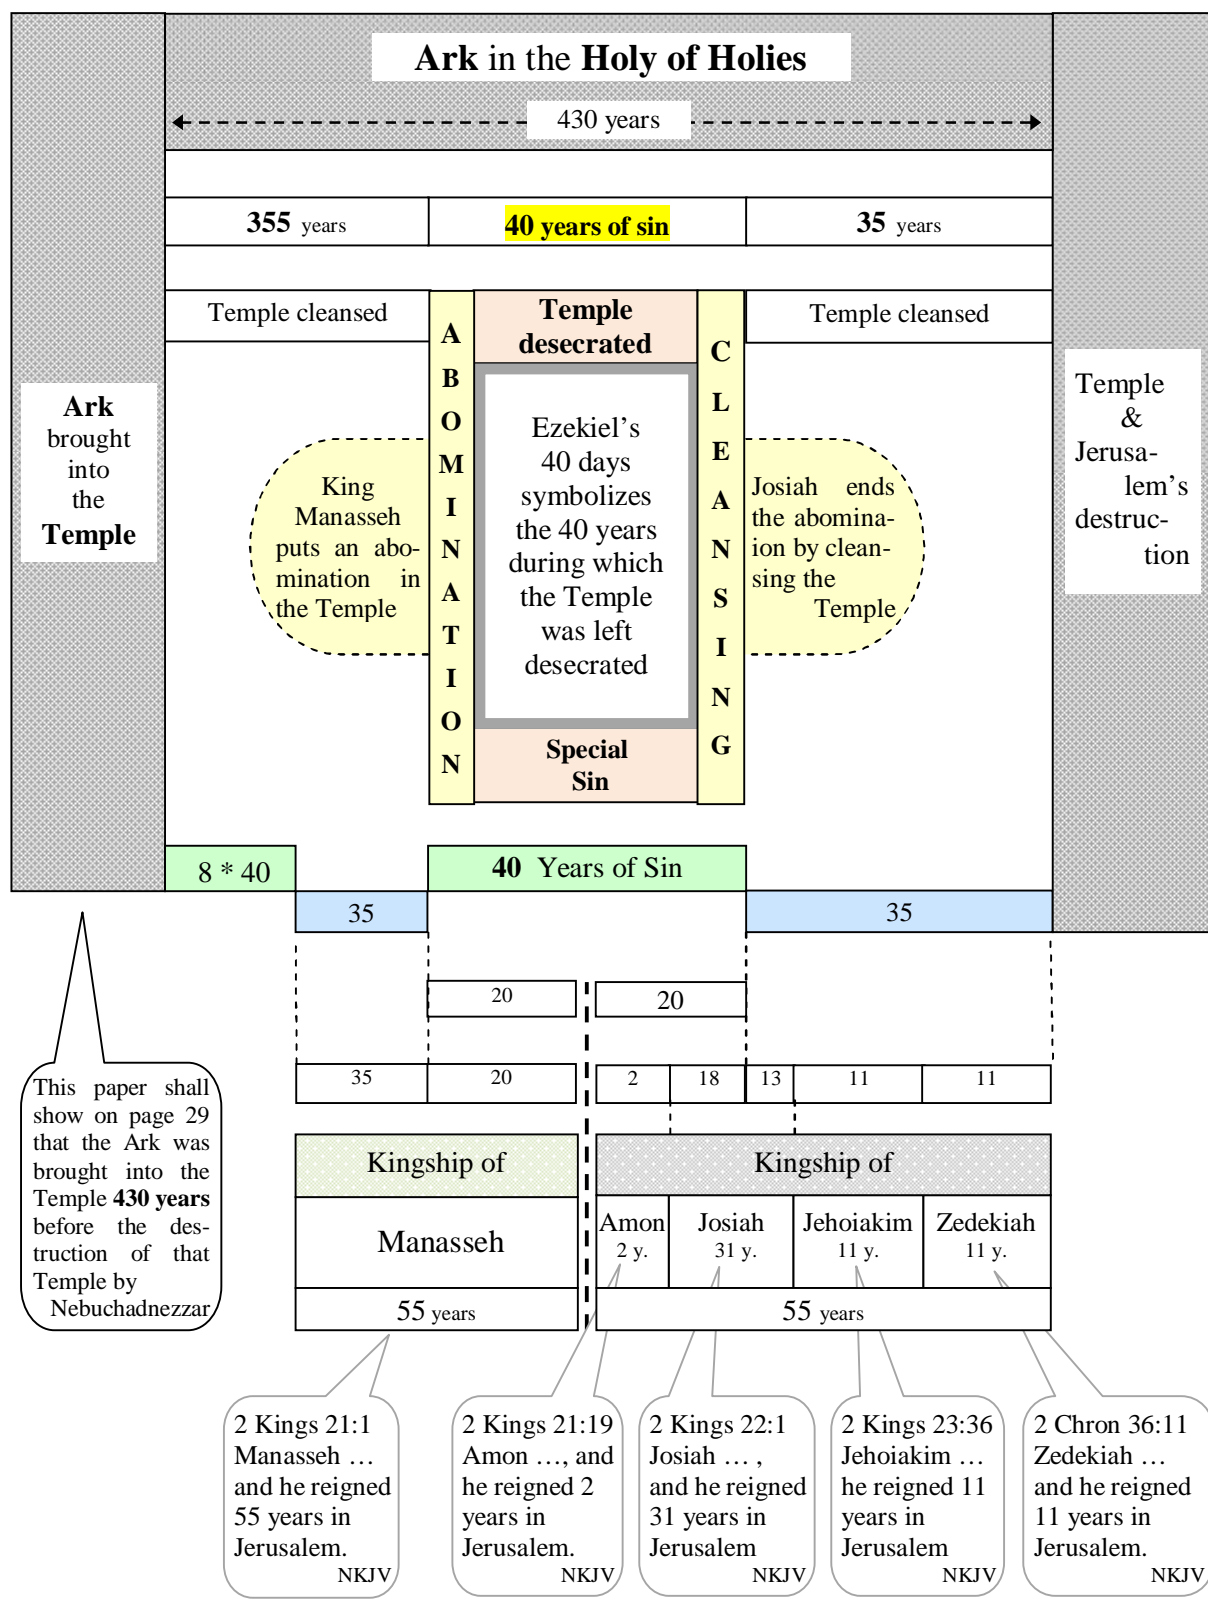 Ark in the Holy of Holies
430 years
355 years
40 years of sin
35 years
Temple cleansed
Temple
desecrated
Temple cleansed
A
B
O
M
I
N
A
T
I
O
N
C
L
E
A
N
S
I
N
G
Ark
brought
into
the
Temple
King
Manasseh
puts an abo-
mination in
the Temple
Ezekiel’s
40 days
symbolizes
the 40 years
during which
the Temple
was left
desecrated
Josiah ends
the abomina-
ion by clean-
sing the
Temple
Temple
&
Jerusa-
lem’s
destruc-
tion
Special
Sin
8 * 40
40 Years of Sin
35
35
20
20
35
20
2
18
13
11
11
This paper shall
show on page 29
that the Ark was
brought into the
Temple 430 years
before the des-
truction of that
Temple by
Nebuchadnezzar
Kingship of
Kingship of
Manasseh
Amon
2 y.
Josiah
31 y.
Jehoiakim
11 y.
Zedekiah
11 y.
55 years
55 years
2 Kings 21:1
Manasseh …
and he reigned
55 years in
Jerusalem.
NKJV
2 Kings 21:19
Amon …, and
he reigned 2
years in
Jerusalem.
NKJV
2 Kings 22:1
Josiah … ,
and he reigned
31 years in
Jerusalem
NKJV
2 Kings 23:36
Jehoiakim …
he reigned 11
years in
Jerusalem
NKJV
2 Chron 36:11
Zedekiah …
and he reigned
11 years in
Jerusalem.
NKJV